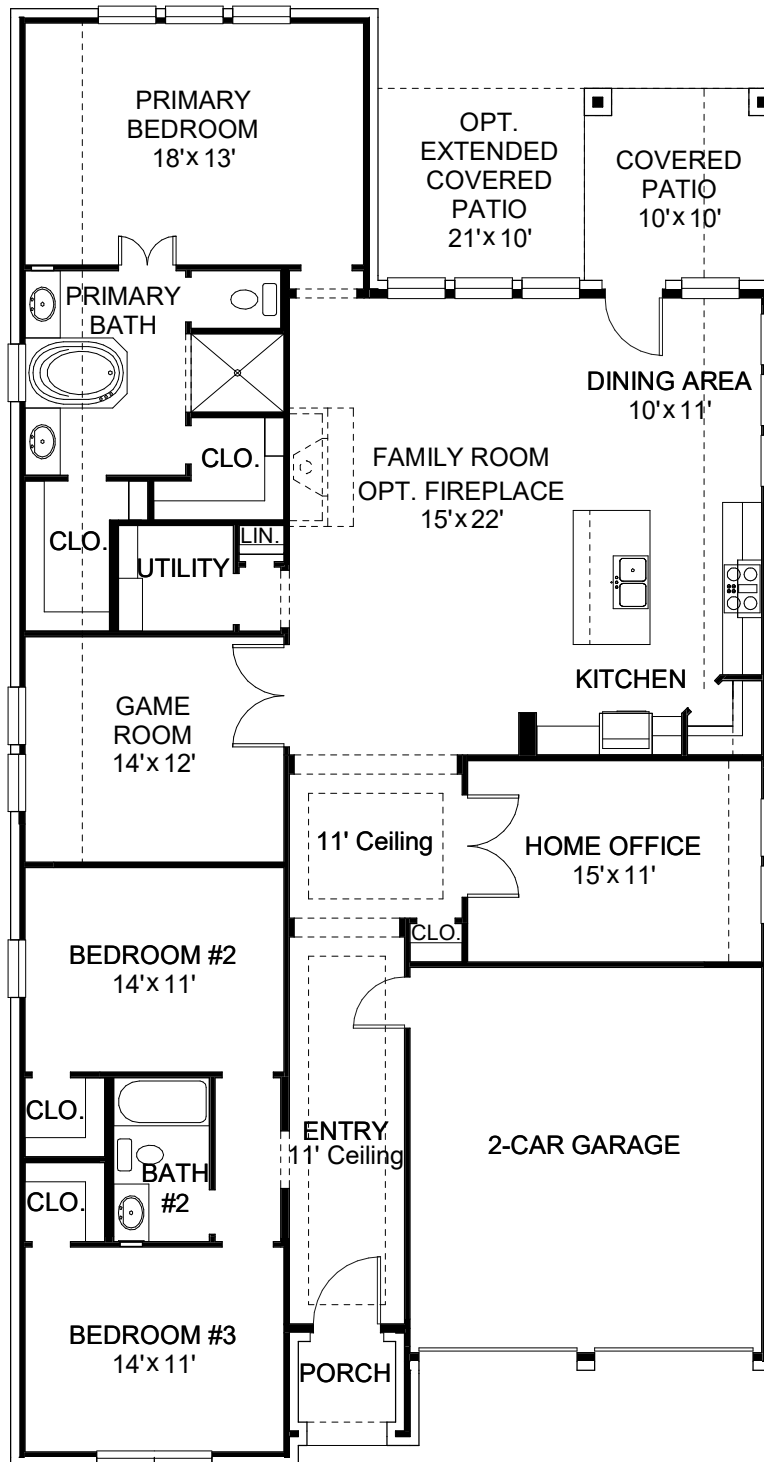 PRIMARY
BEDROOM
18' x 13'
OPT.
EXTENDED
COVERED
PATIO
21' x 10'
COVERED
PATIO
10' x 10'
PRIMARY
BATH
DINING AREA
10' x 11'
CLO.
FAMILY ROOM
OPT. FIREPLACE
15' x 22'
CLO.
UTILITY
LIN.
KITCHEN
GAME
ROOM
14' x 12'
11' Ceiling
HOME OFFICE
15' x 11'
CLO.
BEDROOM #2
14' x 11'
CLO.
ENTRY
11' Ceiling
2-CAR GARAGE
BATH
#2
CLO.
BEDROOM #3
14' x 11'
PORCH